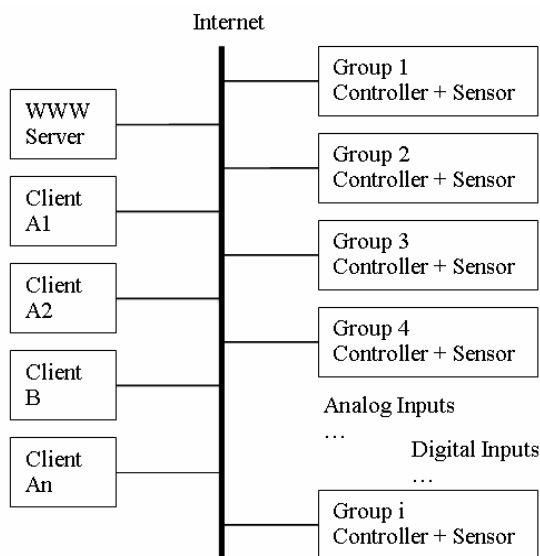 Internet
WWW
Server
Client
A1
Client
A2
Client
B
Client
An
Group 1
Controller + Sensor
Group 2
Controller + Sensor
Group 3
Controller + Sensor
Group 4
Controller + Sensor
Analog Inputs
…
Digital Inputs
…
Group i
Controller + Sensor